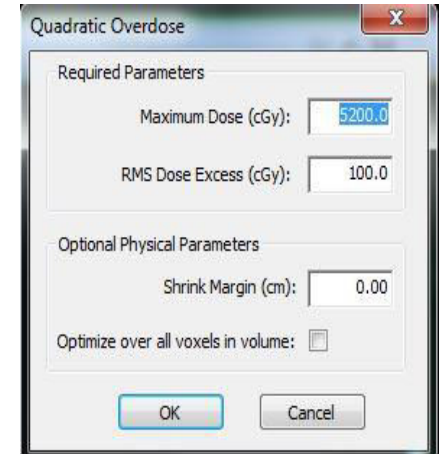 Quadratic Overdose
Required Parameters
Maximum Dose (cGy): 5200.0
RMS Dose Excess (cGy): 100.0
Optional Physical Parameters
Shrink Margin (cm): 0.00
Optimize over all voxels in volume:
OK Cancel